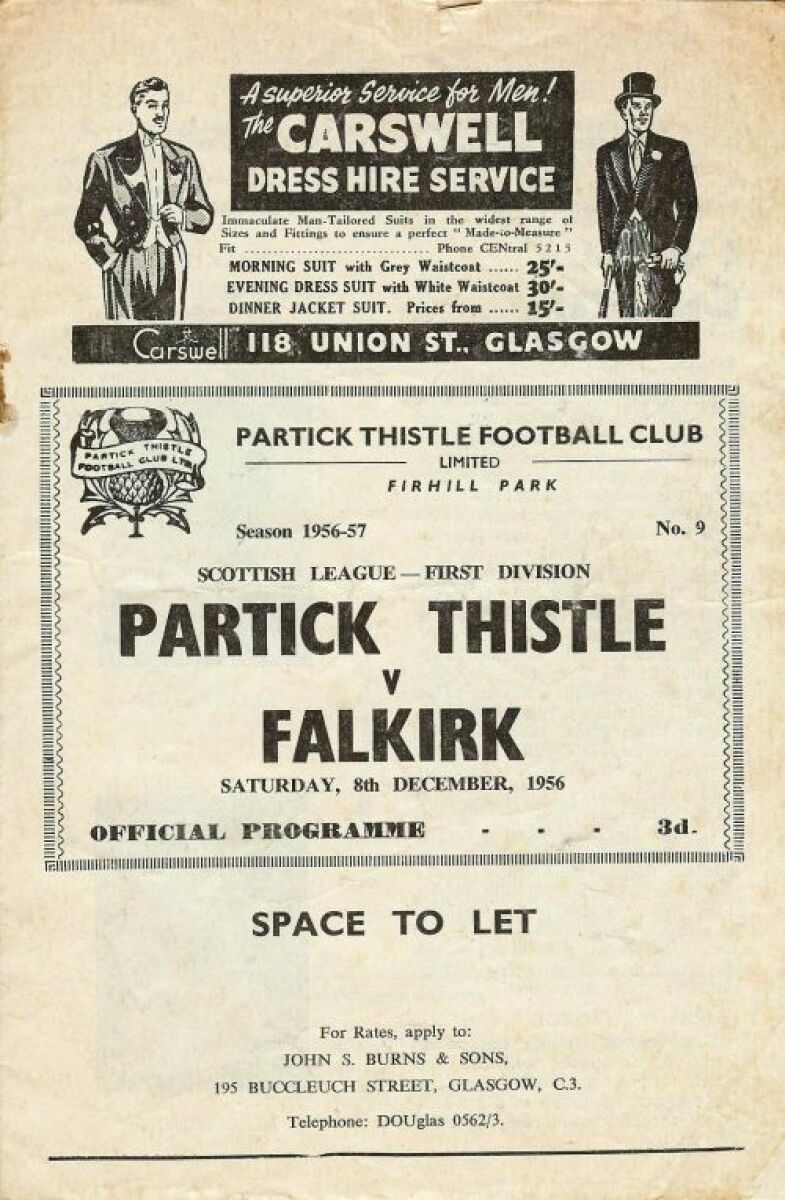 A superior Service for Men!
The CARSWELL
DRESS HIRE SERVICE
Immaculate Man-Tailored Suits in the widest range of
Sizes and Fittings to ensure a perfect "Made-to-Measure"
Fit ................................ Phone CENtral 5215
MORNING SUIT with Grey Waistcoat ...... 25'-
EVENING DRESS SUIT with White Waistcoat 30'-
DINNER JACKET SUIT. Prices from ...... 15'-
The Carswell 118 UNION ST., GLASGOW
PARTICK THISTLE
FOOTBALL CLUB LTD
PARTICK THISTLE FOOTBALL CLUB
LIMITED
FIRHILL PARK
Season 1956-57 No. 9
SCOTTISH LEAGUE — FIRST DIVISION
PARTICK THISTLE
V
FALKIRK
SATURDAY, 8th DECEMBER, 1956
OFFICIAL PROGRAMME - - - 3d.
SPACE TO LET
For Rates, apply to:
JOHN S. BURNS & SONS,
195 BUCCLEUCH STREET, GLASGOW, C.3.
Telephone: DOUglas 0562/3.